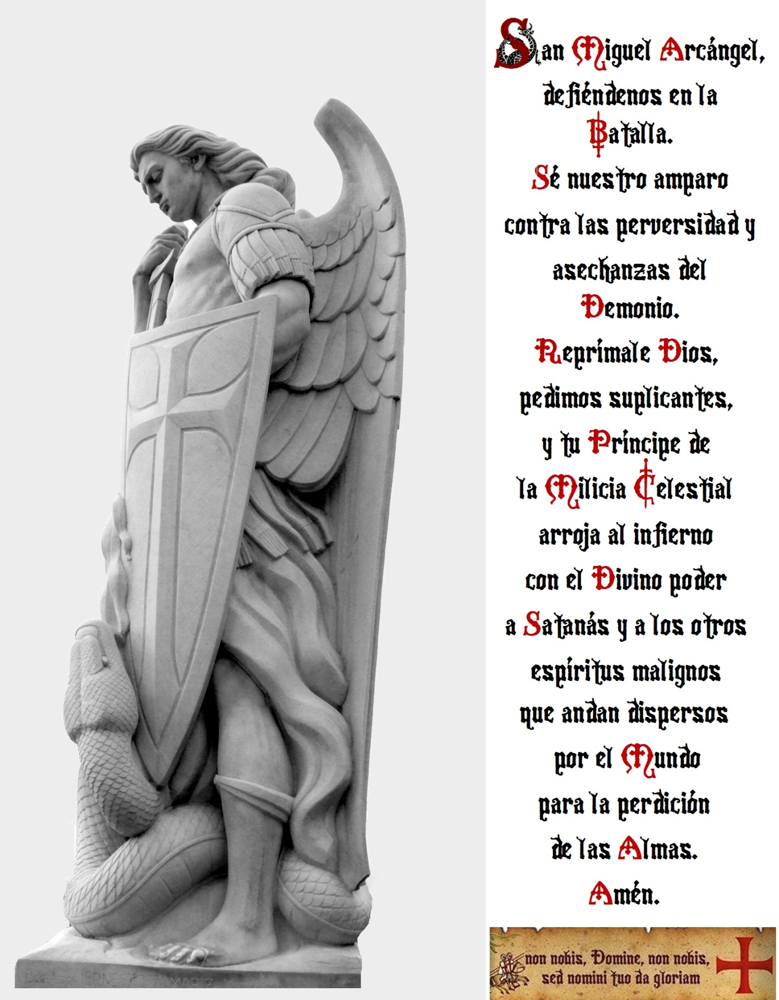 San Miguel Arcángel,
defiéndenos en la
Batalla.
Sé nuestro amparo
contra las perversidad y
asechanzas del
Demonio.
Reprímale Dios,
pedimos suplicantes,
y tu Príncipe de
la Milicia Celestial
arroja al infierno
con el Divino poder
a Satanás y a los otros
espíritus malignos
que andan dispersos
por el Mundo
para la perdición
de las Almas.
Amén.
non nobis, Domine, non nobis,
sed nomini tuo da gloriam